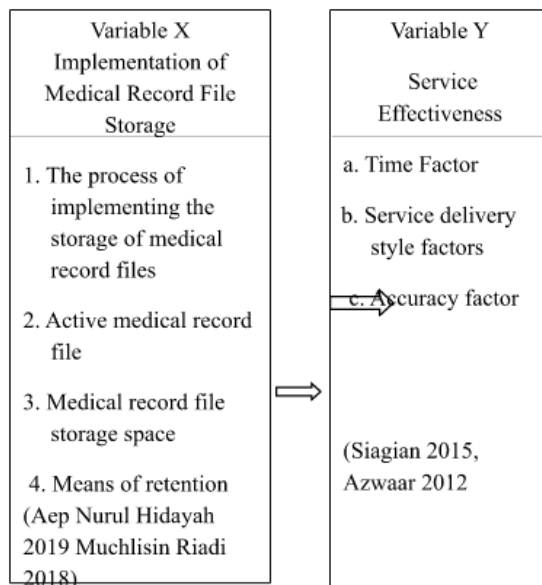 Variable X
Implementation of
Medical Record File
Storage
1. The process of
implementing the
storage of medical
record files
2. Active medical record
file
3. Medical record file
storage space
4. Means of retention
(Aep Nurul Hidayah
2019 Muchlisin Riadi
2018)
Variable Y
Service
Effectiveness
a. Time Factor
b. Service delivery
style factors
c. Accuracy factor
(Siagian 2015,
Azwaar 2012